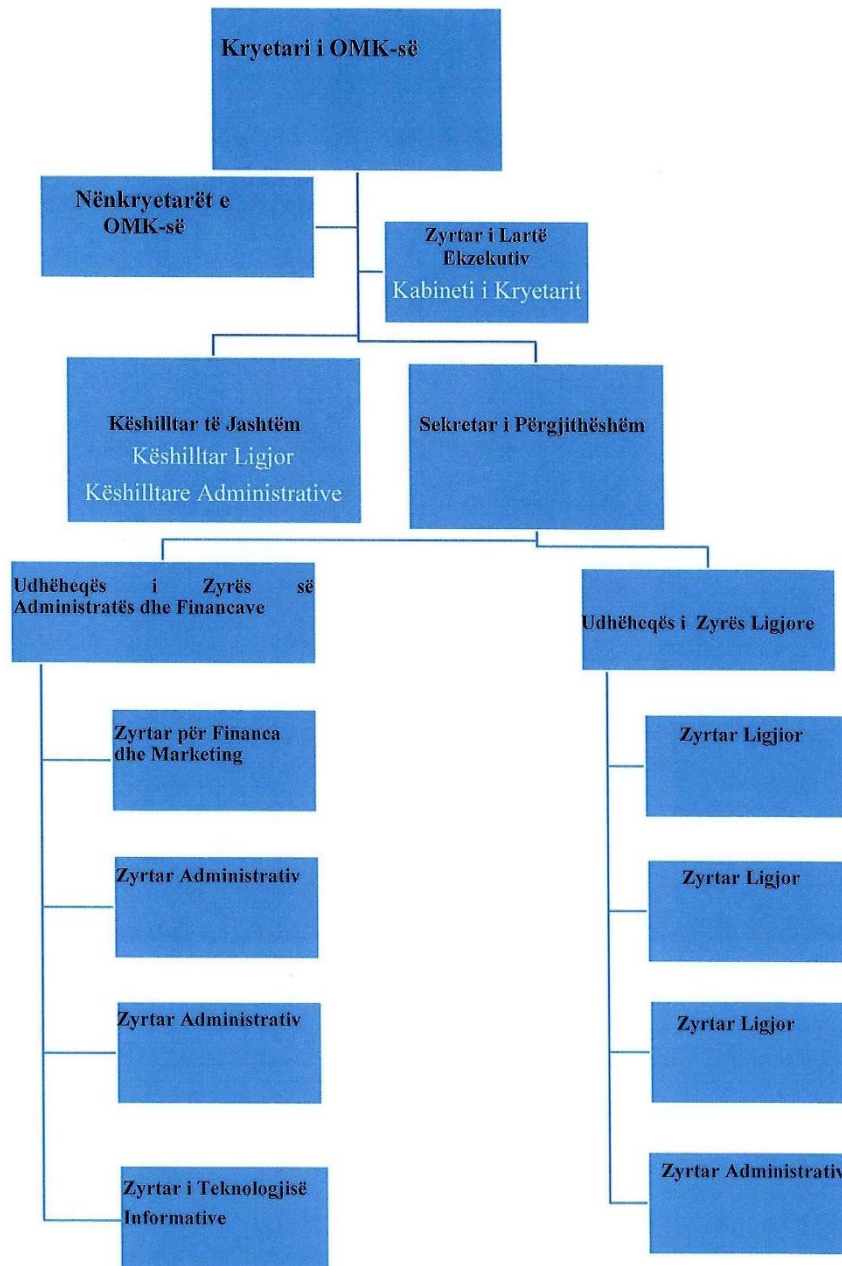 Kryetari i OMK-së
Nënkryetarët e
OMK-së
Zyrtar i Lartë
Ekzekutiv
Kabineti i Kryetarit
Këshilltar të Jashtëm
Këshilltar Ligjor
Këshilltare Administrative
Sekretar i Përgjithëshëm
Udhëheqës i Zyrës së
Administratës dhe Financave
Zyrtar për Financa
dhe Marketing
Zyrtar Administrativ
Zyrtar Administrativ
Zyrtar i Teknologjisë
Informative
Udhëheqës i Zyrës Ligjore
Zyrtar Ligjior
Zyrtar Ligjor
Zyrtar Ligjor
Zyrtar Administrativ